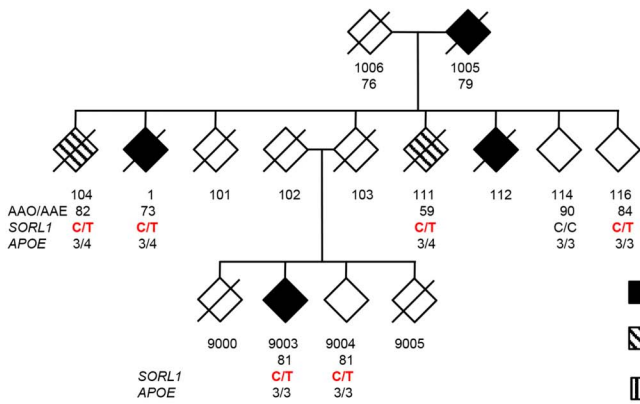 1006 1005
76 79
104 1 101 102 103 111 112 114 116
AAO/AAE 82 73 59 90 84
SORL1 C/T C/T C/T C/C C/T
APOE 3/4 3/4 3/4 3/3 3/3
9000 9003 9004 9005
81 81
SORL1 C/T C/T
APOE 3/3 3/3